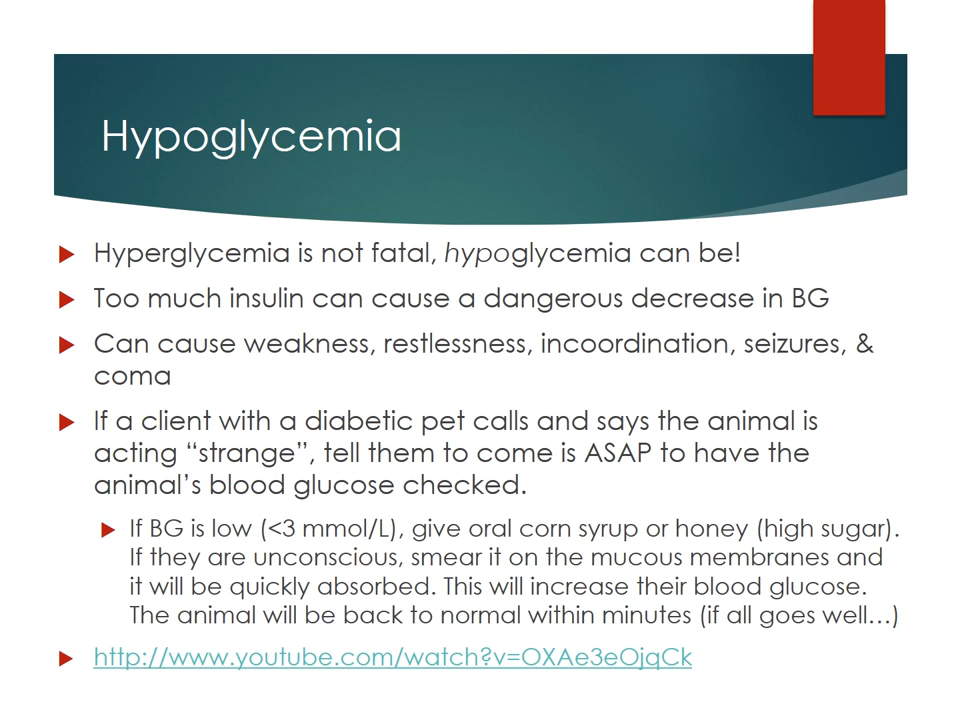 Hypoglycemia
Hyperglycemia is not fatal, hypoglycemia can be!
Too much insulin can cause a dangerous decrease in BG
Can cause weakness, restlessness, incoordination, seizures, &
coma
If a client with a diabetic pet calls and says the animal is
acting “strange”, tell them to come is ASAP to have the
animal’s blood glucose checked.
If BG is low (<3 mmol/L), give oral corn syrup or honey (high sugar).
If they are unconscious, smear it on the mucous membranes and
it will be quickly absorbed. This will increase their blood glucose.
The animal will be back to normal within minutes (if all goes well…)
http://www.youtube.com/watch?v=OXAe3eOjqCk